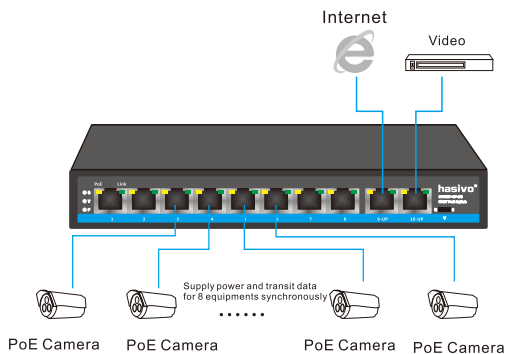 Internet
Video
PoE Link
hasivo
1 2 3 4 5 6 7 8 9-UP 10-UP
Supply power and transit data
for 8 equipments synchronously
......
PoE Camera PoE Camera PoE Camera PoE Camera